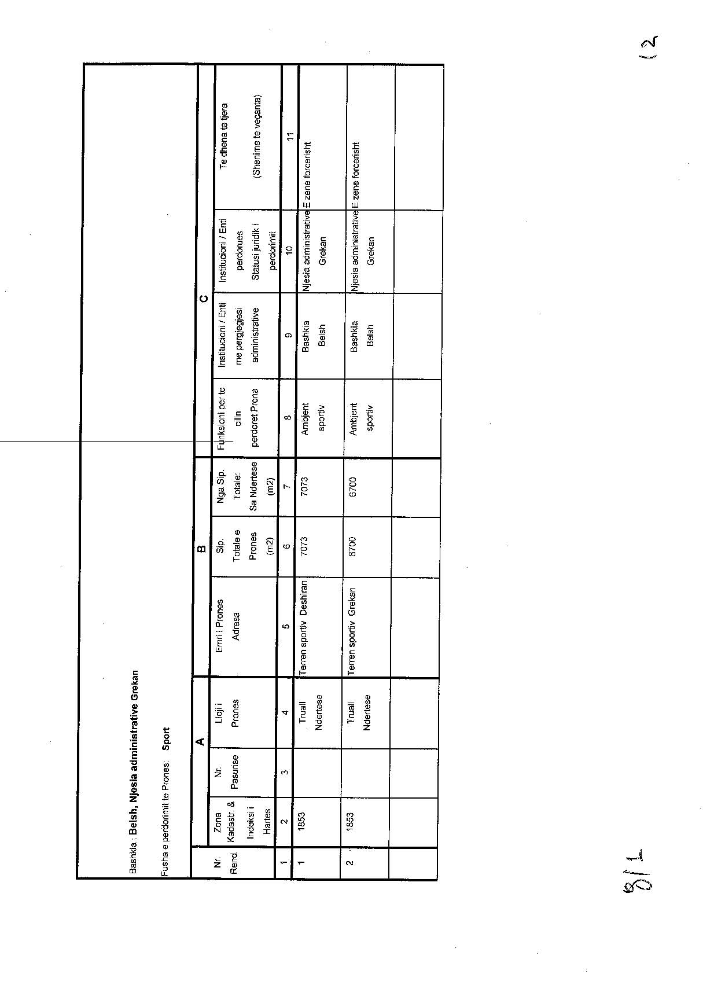 Bashkia : Belsh, Njesia administrative Grekan
Fusha e perdorimit te Prones: Sport
A B C
Nr. Rend. | Zona Kadastr. & Indeksi i Hartes | Nr. Pasurise | Lloji i Prones | Emri i Prones Adresa | Sip. Totale e Prones (m2) | Nga Sip. Totale: Sa Ndertese (m2) | Funksioni per te cilin perdoret Prona | Institucioni / Enti me pergjegjesi administrative | Institucioni / Enti perdorues Statusi juridik i perdorimit | Te dhena te tjera (Shenime te veçanta)
1 2 3 4 5 6 7 8 9 10 11
1 | 1853 | Truall Ndertese | Terren sportiv Deshiran | 7073 | 7073 | Ambjent sportiv | Bashkia Belsh | Njesia administrative Grekan | E zene forcerisht
2 | 1853 | Truall Ndertese | Terren sportiv Grekan | 6700 | 6700 | Ambjent sportiv | Bashkia Belsh | Njesia administrative Grekan | E zene forcerisht
8/1